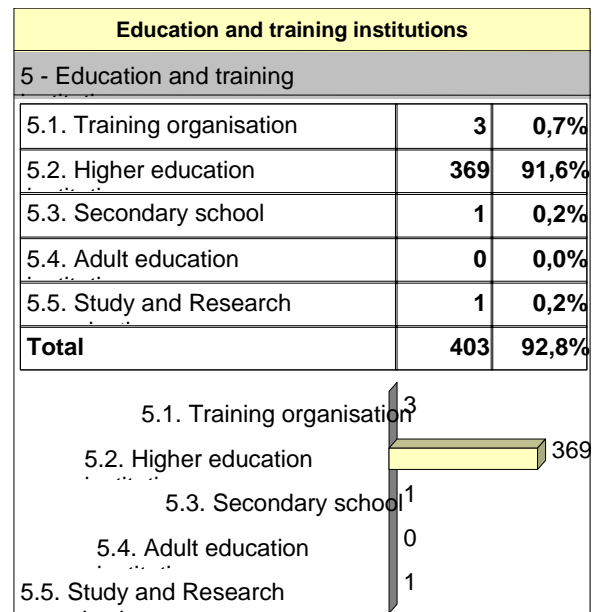 Education and training institutions
5 - Education and training
5.1. Training organisation 3 0,7%
5.2. Higher education 369 91,6%
5.3. Secondary school 1 0,2%
5.4. Adult education 0 0,0%
5.5. Study and Research 1 0,2%
Total 403 92,8%
5.1. Training organisation 3
5.2. Higher education 369
5.3. Secondary school 1
5.4. Adult education 0
5.5. Study and Research 1